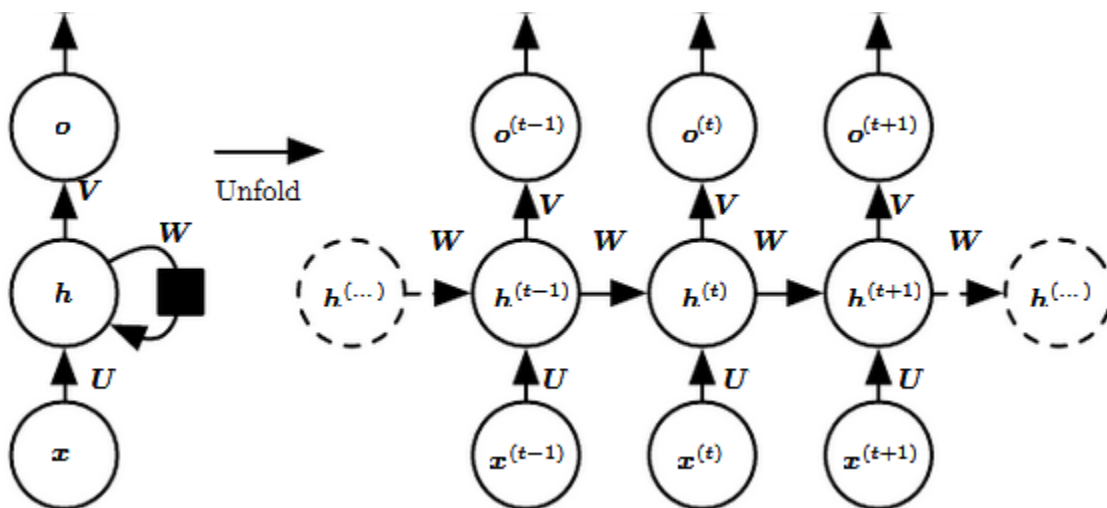 o o^(t−1) o^(t) o^(t+1)
Unfold
V V V V
W W W W W
h h^(...) h^(t−1) h^(t) h^(t+1) h^(...)
U U U U
x x^(t−1) x^(t) x^(t+1)